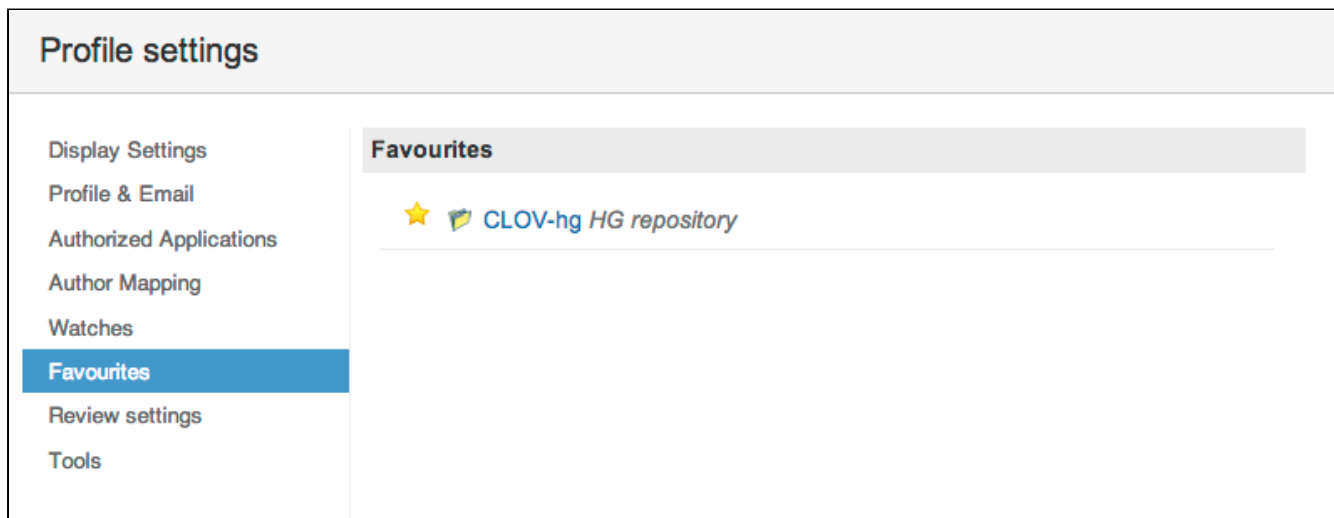 Profile settings
Display Settings
Profile & Email
Authorized Applications
Author Mapping
Watches
Favourites
Review settings
Tools
Favourites
CLOV-hg HG repository